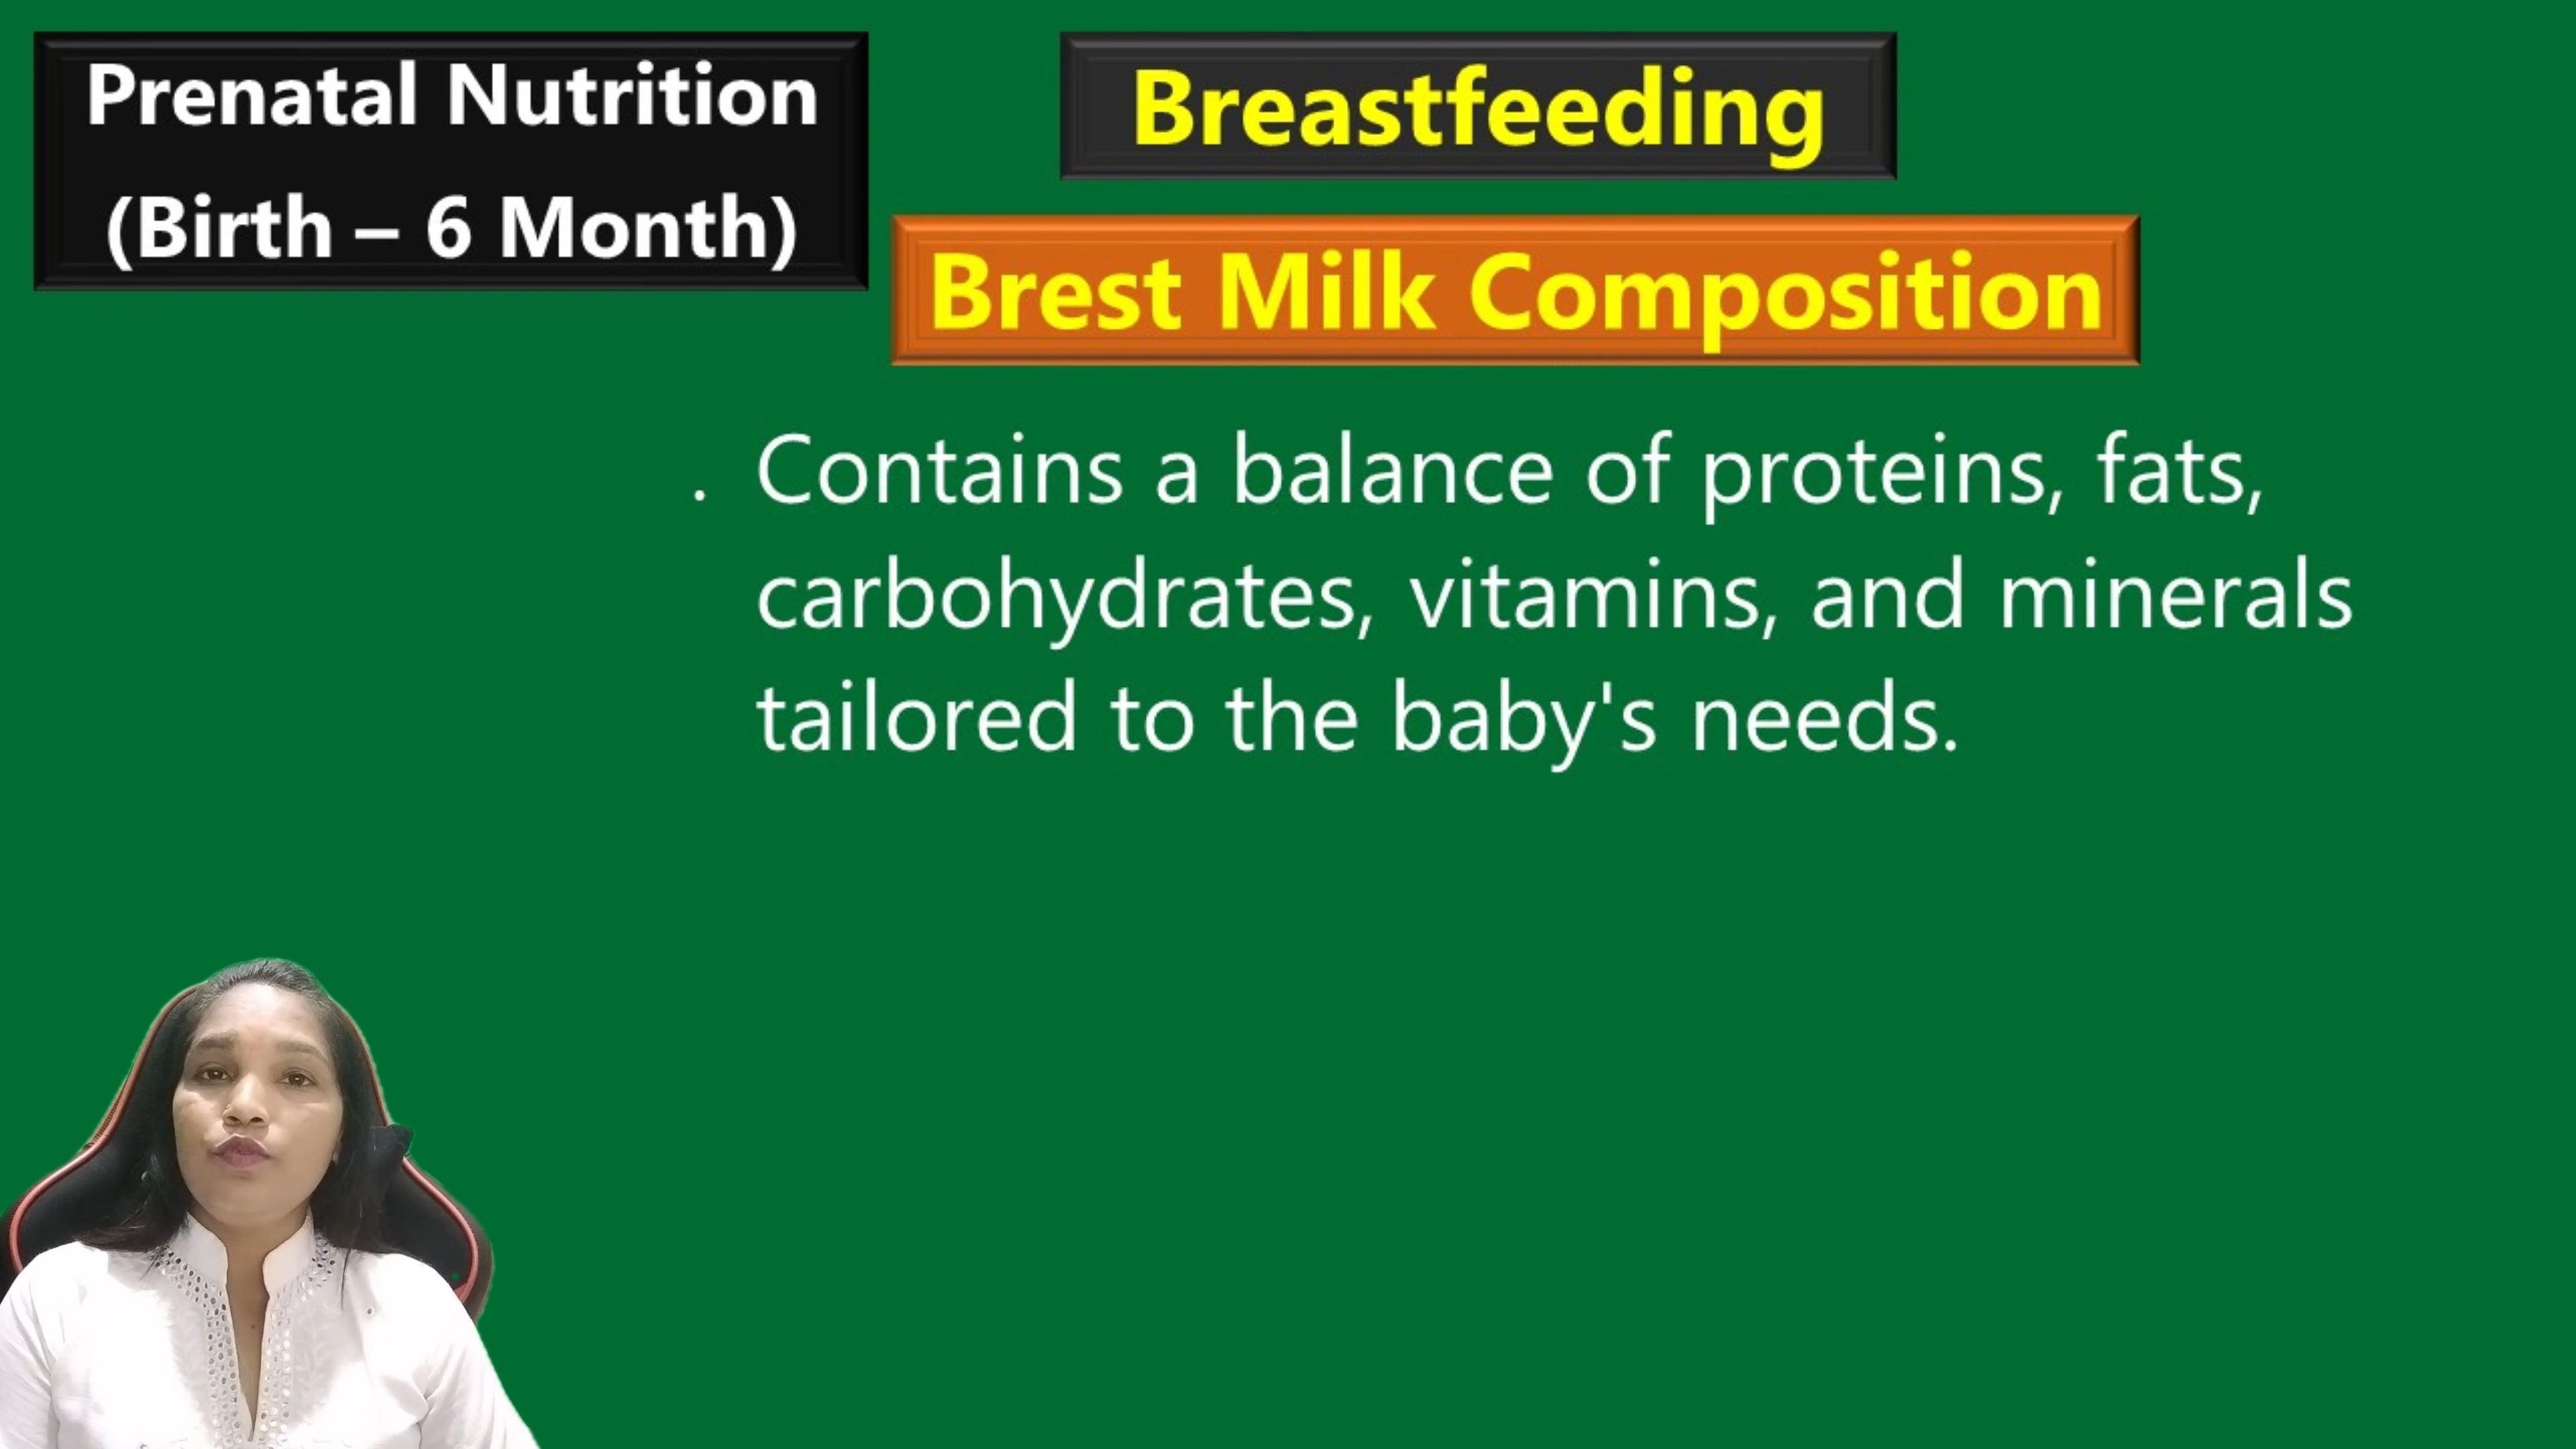 Prenatal Nutrition
(Birth – 6 Month)
Breastfeeding
Brest Milk Composition
. Contains a balance of proteins, fats,
carbohydrates, vitamins, and minerals
tailored to the baby's needs.